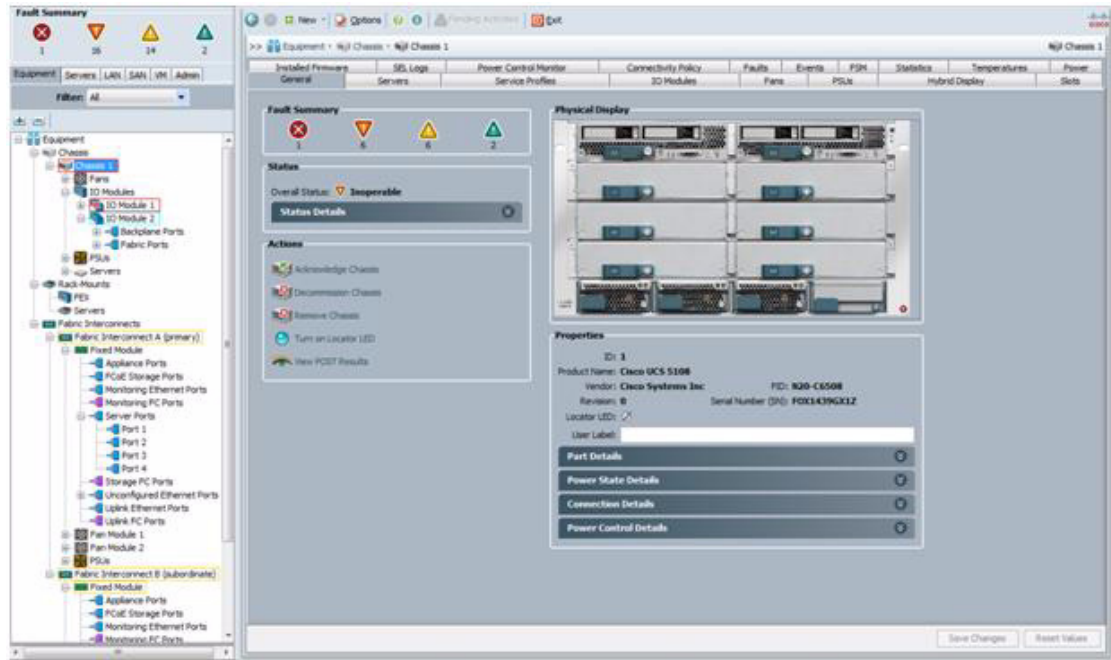 Fault Summary
1 16 14 2
Equipment Servers LAN SAN VM Admin
Filter: All
Equipment
Chassis
Chassis 1
Fans
IO Modules
IO Module 1
IO Module 2
Backplane Ports
Fabric Ports
PSUs
Servers
Rack-Mounts
FEX
Servers
Fabric Interconnects
Fabric Interconnect A (primary)
Fixed Module
Appliance Ports
FCoE Storage Ports
Monitoring Ethernet Ports
Monitoring FC Ports
Server Ports
Port 1
Port 2
Port 3
Port 4
Storage FC Ports
Unconfigured Ethernet Ports
Uplink Ethernet Ports
Uplink FC Ports
Fan Module 1
Fan Module 2
PSUs
Fabric Interconnect B (subordinate)
Fixed Module
Appliance Ports
FCoE Storage Ports
Monitoring Ethernet Ports
Monitoring FC Ports
New Options Pending Activities Exit
>> Equipment Chassis Chassis 1
Chassis 1
Installed Firmware SEL Logs Power Control Monitor Connectivity Policy Faults Events FSM Statistics Temperatures Power
General Servers Service Profiles IO Modules Fans PSUs Hybrid Display Slots
Fault Summary
1 6 6 2
Status
Overall Status: Inoperable
Status Details
Actions
Acknowledge Chassis
Decommission Chassis
Remove Chassis
Turn on Locator LED
View POST Results
Physical Display
Properties
ID: 1
Product Name: Cisco UCS 5108
Vendor: Cisco Systems Inc PID: N20-C6508
Revision: 0 Serial Number (SN): FOX1439GX1Z
Locator LED:
User Label:
Part Details
Power State Details
Connection Details
Power Control Details
Save Changes Reset Values